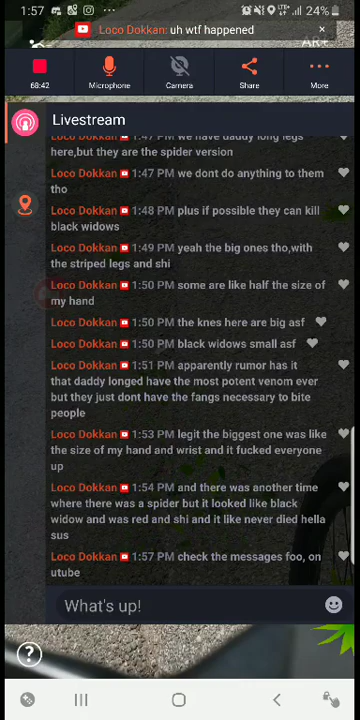 1:57
24%
Loco Dokkan: uh wtf happened
×
AR+
68:42
Microphone
Camera
Share
More
Livestream
Loco Dokkan 1:47 PM we have daddy long legs
here,but they are the spider version
Loco Dokkan 1:47 PM we dont do anything to them
tho
Loco Dokkan 1:48 PM plus if possible they can kill
black widows
Loco Dokkan 1:49 PM yeah the big ones tho,with
the striped legs and shi
Loco Dokkan 1:50 PM some are like half the size of
my hand
Loco Dokkan 1:50 PM the knes here are big asf
Loco Dokkan 1:50 PM black widows small asf
Loco Dokkan 1:51 PM apparently rumor has it
that daddy longed have the most potent venom ever
but they just dont have the fangs necessary to bite
people
Loco Dokkan 1:53 PM legit the biggest one was like
the size of my hand and wrist and it fucked everyone
up
Loco Dokkan 1:54 PM and there was another time
where there was a spider but it looked like black
widow and was red and shi and it like never died hella
sus
Loco Dokkan 1:57 PM check the messages foo, on
utube
What's up!
?